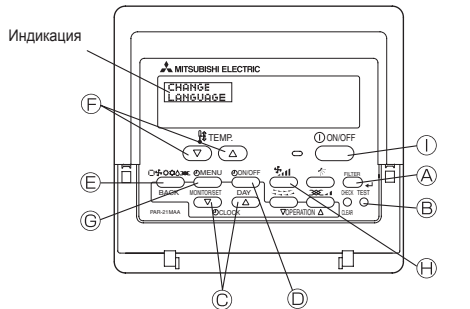 Индикация
MITSUBISHI ELECTRIC
CHANGE
LANGUAGE
F
TEMP.
ON/OFF
I
E
MENU
ON/OFF
FILTER
A
BACK
MONITOR/SET
DAY
CHECK TEST
B
PAR-21MAA
CLOCK
OPERATION
CLEAR
G
H
C
D